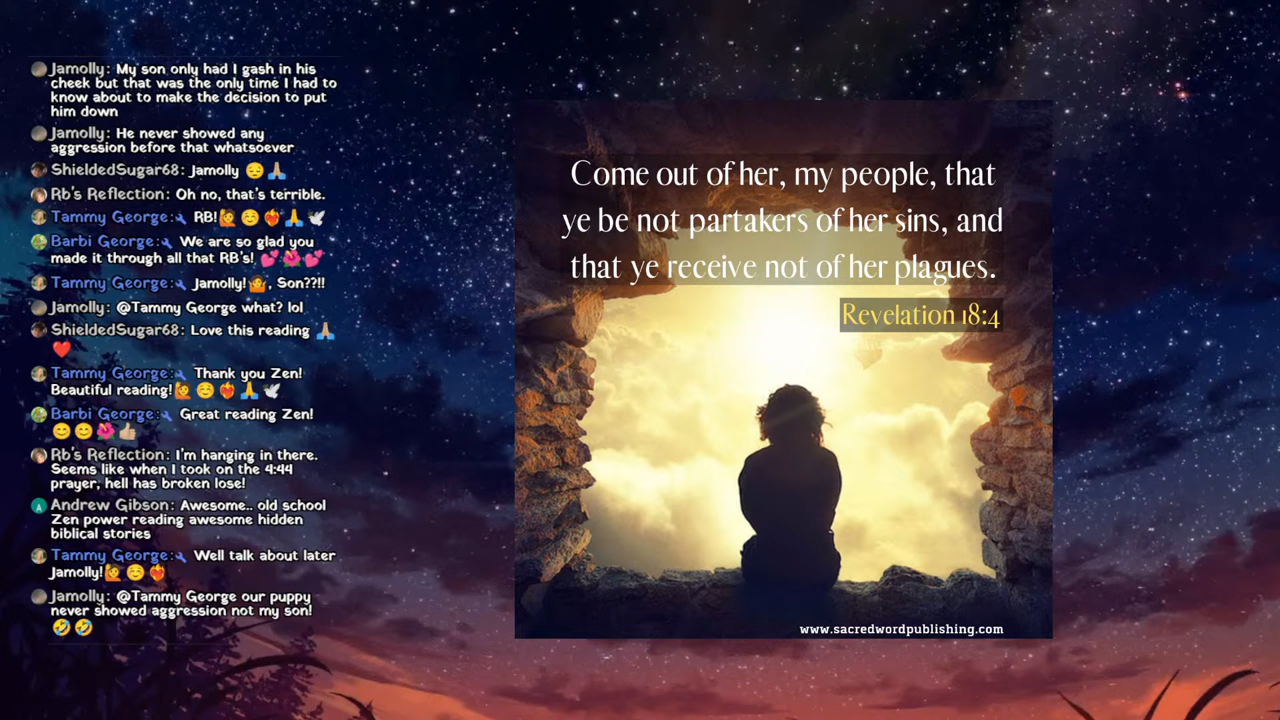 Jamolly: My son only had 1 gash in his
cheek but that was the only time I had to
know about to make the decision to put
him down
Jamolly: He never showed any
aggression before that whatsoever
ShieldedSugar68: Jamolly 😔🙏🏼
Rb's Reflection: Oh no, that's terrible.
Tammy George: RB!🙋☺️❤️‍🔥🙏🕊️
Barbi George: We are so glad you
made it through all that RB's! 💕🌺💕
Tammy George: Jamolly!🤷, Son??!!
Jamolly: @Tammy George what? lol
ShieldedSugar68: Love this reading 🙏🏼
❤️
Tammy George: Thank you Zen!
Beautiful reading!🙋☺️❤️‍🔥🙏🕊️
Barbi George: Great reading Zen!
😊😊🌺👍🏼
Rb's Reflection: I'm hanging in there.
Seems like when I took on the 4:44
prayer, hell has broken lose!
A Andrew Gibson: Awesome.. old school
Zen power reading awesome hidden
biblical stories
Tammy George: Well talk about later
Jamolly!🙋☺️❤️‍🔥
Jamolly: @Tammy George our puppy
never showed aggression not my son!
🤣🤣
Come out of her, my people, that
ye be not partakers of her sins, and
that ye receive not of her plagues.
Revelation 18:4
www.sacredwordpublishing.com